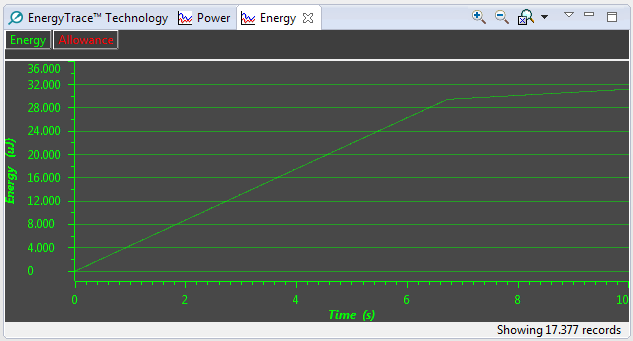 EnergyTrace™ Technology Power Energy
Energy Allowance
36.000
32.000
28.000
24.000
20.000
16.000
12.000
8.000
4.000
0
Energy (uJ)
0 2 4 6 8 10
Time (s)
Showing 17.377 records